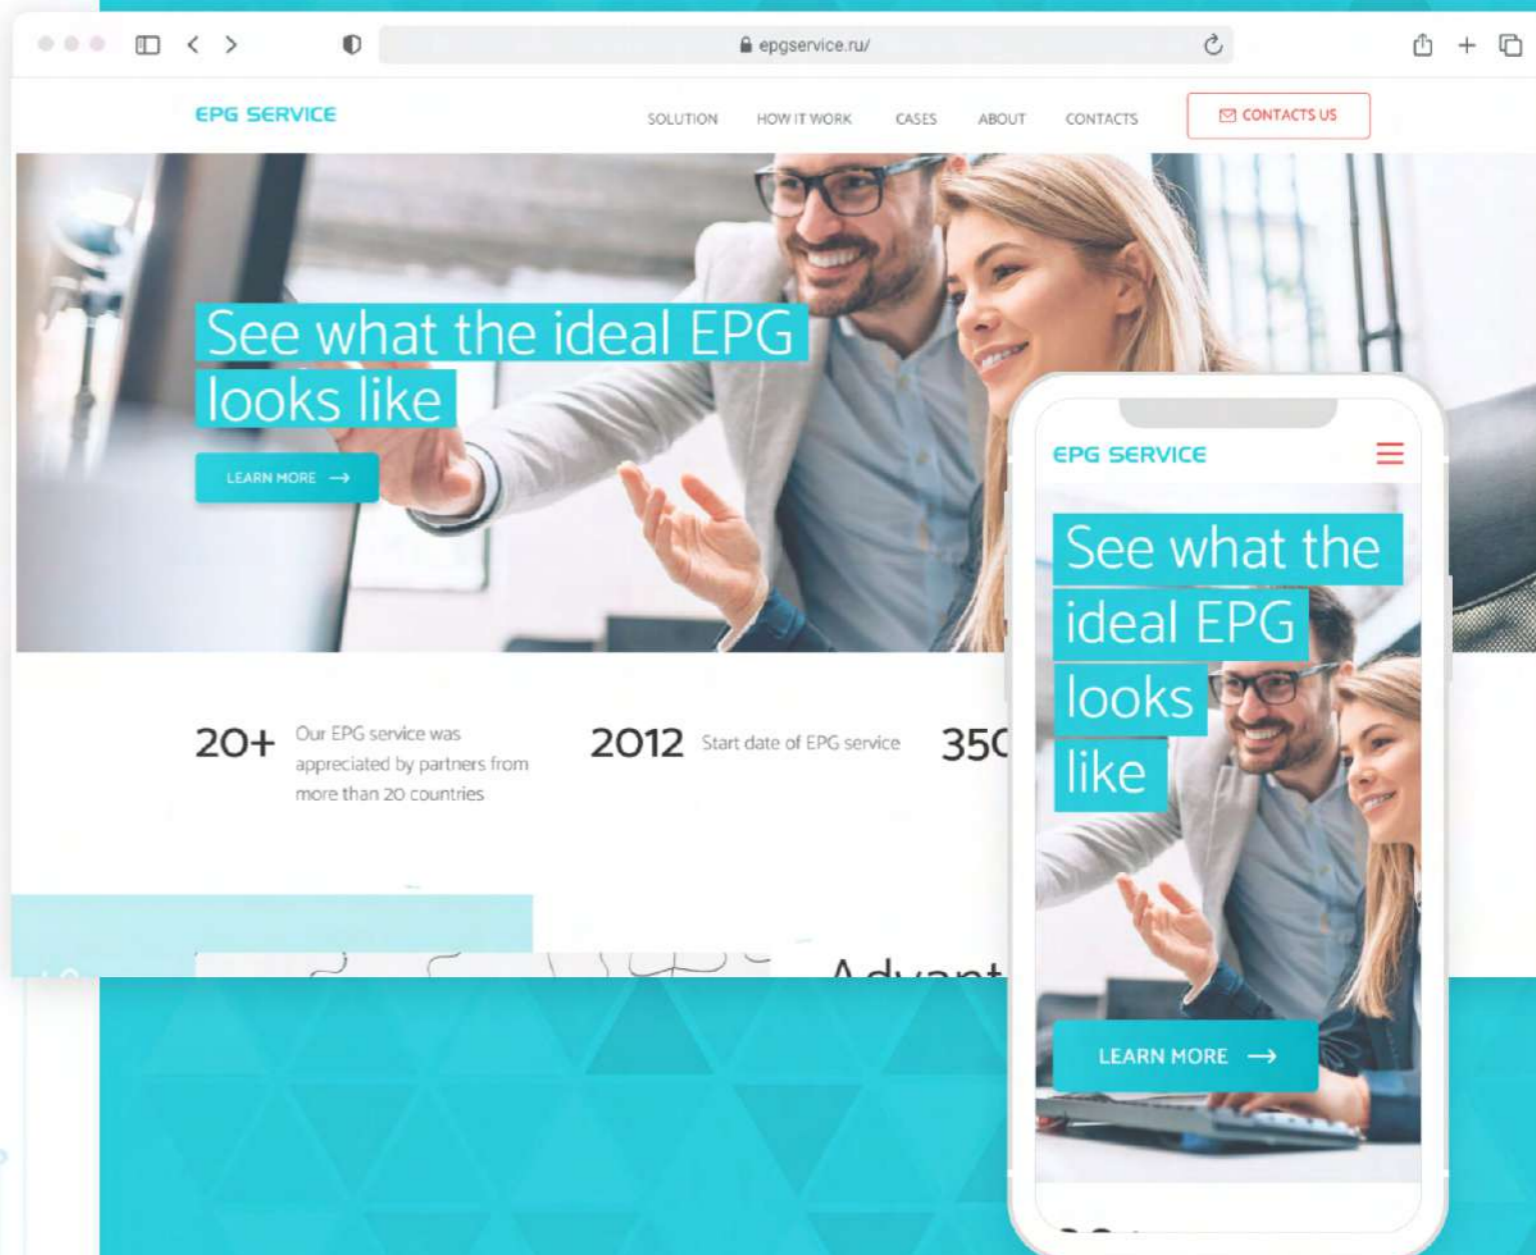 epgservice.ru/
EPG SERVICE
SOLUTION
HOW IT WORK
CASES
ABOUT
CONTACTS
CONTACTS US
See what the ideal EPG
looks like
LEARN MORE
20+
Our EPG service was
appreciated by partners from
more than 20 countries
2012
Start date of EPG service
350
EPG SERVICE
See what the
ideal EPG
looks
like
LEARN MORE